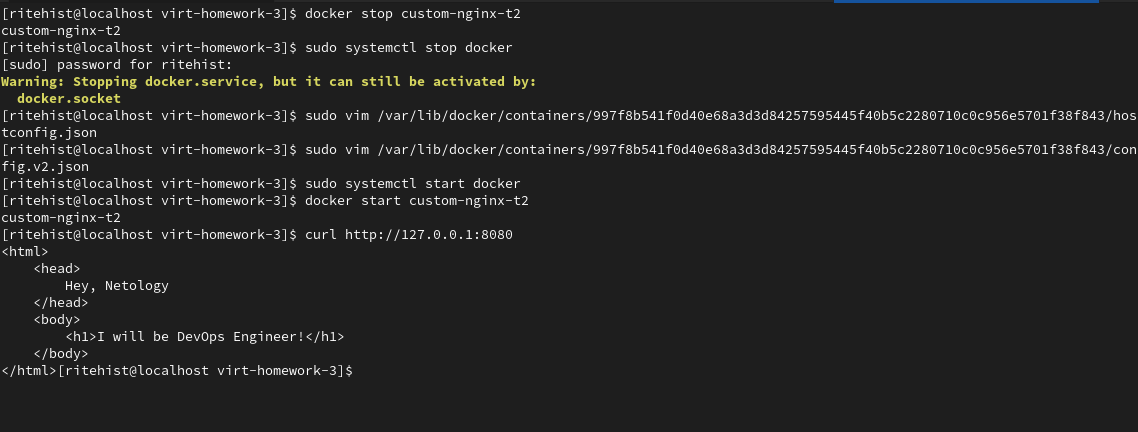 [ritehist@localhost virt-homework-3]$ docker stop custom-nginx-t2
custom-nginx-t2
[ritehist@localhost virt-homework-3]$ sudo systemctl stop docker
[sudo] password for ritehist:
Warning: Stopping docker.service, but it can still be activated by:
  docker.socket
[ritehist@localhost virt-homework-3]$ sudo vim /var/lib/docker/containers/997f8b541f0d40e68a3d3d84257595445f40b5c2280710c0c956e5701f38f843/hos
tconfig.json
[ritehist@localhost virt-homework-3]$ sudo vim /var/lib/docker/containers/997f8b541f0d40e68a3d3d84257595445f40b5c2280710c0c956e5701f38f843/con
fig.v2.json
[ritehist@localhost virt-homework-3]$ sudo systemctl start docker
[ritehist@localhost virt-homework-3]$ docker start custom-nginx-t2
custom-nginx-t2
[ritehist@localhost virt-homework-3]$ curl http://127.0.0.1:8080
<html>
    <head>
        Hey, Netology
    </head>
    <body>
        <h1>I will be DevOps Engineer!</h1>
    </body>
</html>[ritehist@localhost virt-homework-3]$